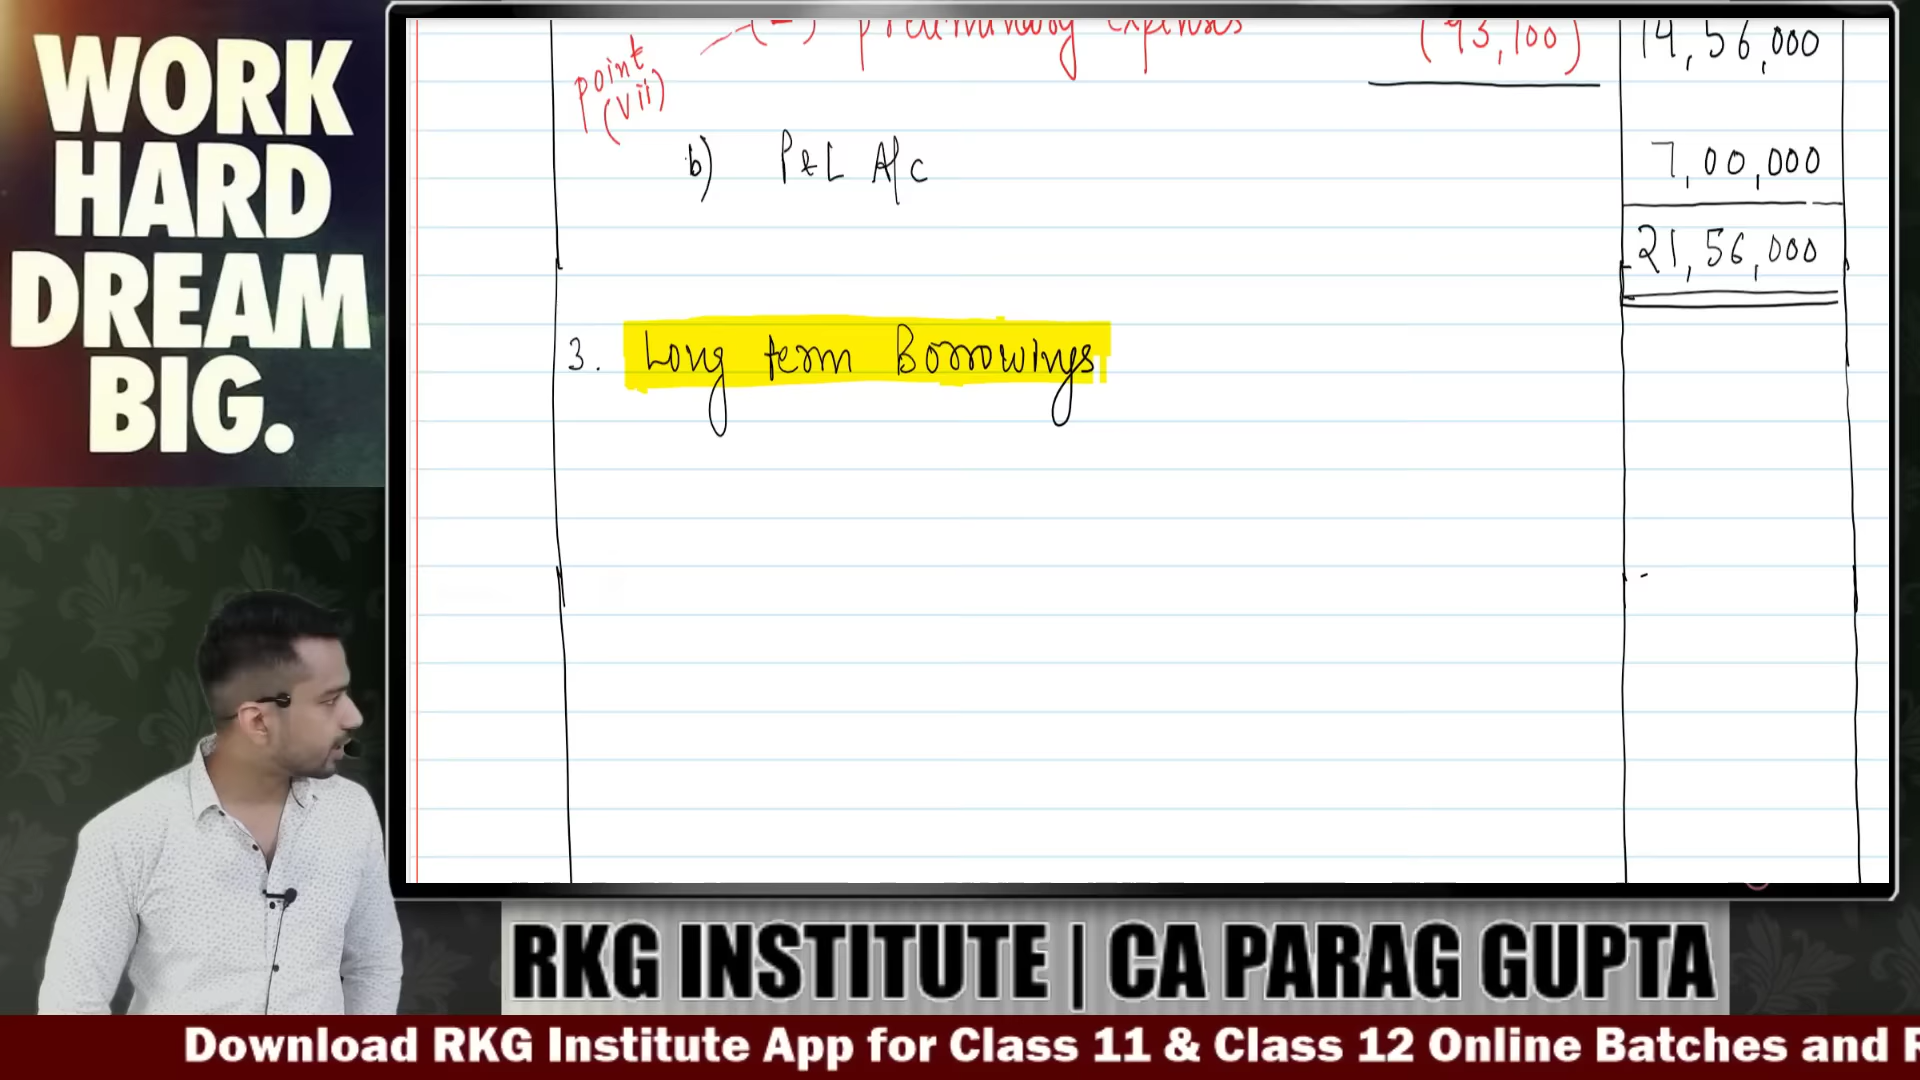 WORK
HARD
DREAM
BIG.
(-) preliminary expenses (93,100) 14,56,000
point
(vii)
b) P&L A/c 7,00,000
21,56,000
3. Long term Borrowings
RKG INSTITUTE | CA PARAG GUPTA
Download RKG Institute App for Class 11 & Class 12 Online Batches and R